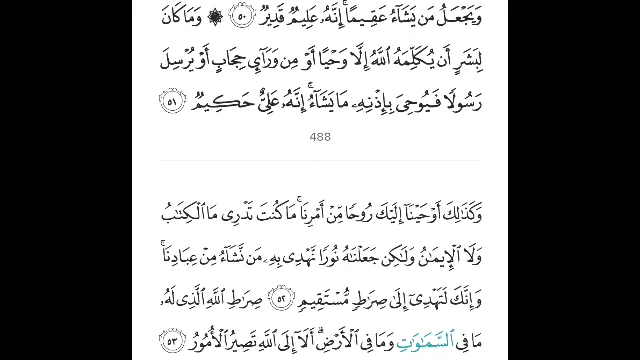 وَيَجْعَلُ مَن يَشَآءُ عَقِيمًا ۚ إِنَّهُۥ عَلِيمٌ قَدِيرٌ ۝٥٠ ۞ وَمَا كَانَ
لِبَشَرٍ أَن يُكَلِّمَهُ ٱللَّهُ إِلَّا وَحْيًا أَوْ مِن وَرَآئِ حِجَابٍ أَوْ يُرْسِلَ
رَسُولًا فَيُوحِىَ بِإِذْنِهِۦ مَا يَشَآءُ ۚ إِنَّهُۥ عَلِىٌّ حَكِيمٌ ۝٥١
488
وَكَذَٰلِكَ أَوْحَيْنَآ إِلَيْكَ رُوحًا مِّنْ أَمْرِنَا ۚ مَا كُنتَ تَدْرِى مَا ٱلْكِتَٰبُ
وَلَا ٱلْإِيمَٰنُ وَلَٰكِن جَعَلْنَٰهُ نُورًا نَّهْدِى بِهِۦ مَن نَّشَآءُ مِنْ عِبَادِنَا ۚ
وَإِنَّكَ لَتَهْدِىٓ إِلَىٰ صِرَٰطٍ مُّسْتَقِيمٍ ۝٥٢ صِرَٰطِ ٱللَّهِ ٱلَّذِى لَهُۥ
مَا فِى ٱلسَّمَٰوَٰتِ وَمَا فِى ٱلْأَرْضِ ۗ أَلَآ إِلَى ٱللَّهِ تَصِيرُ ٱلْأُمُورُ ۝٥٣